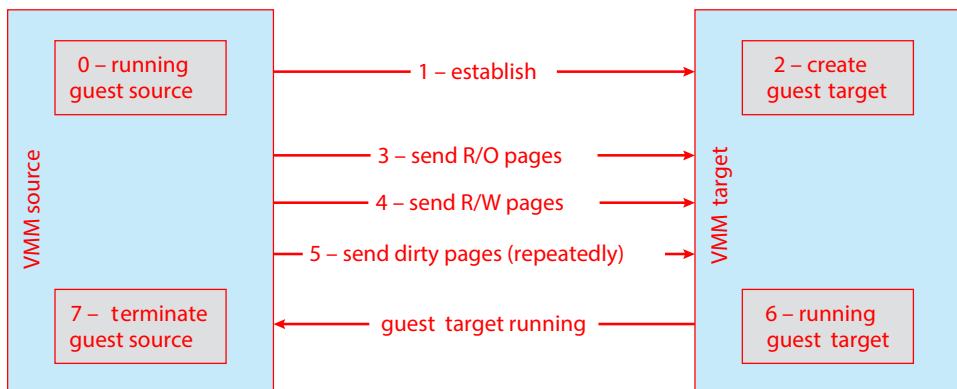 0 – running
guest source
1 – establish
2 – create
guest target
3 – send R/O pages
4 – send R/W pages
5 – send dirty pages (repeatedly)
VMM source
VMM target
7 – terminate
guest source
guest target running
6 – running
guest target